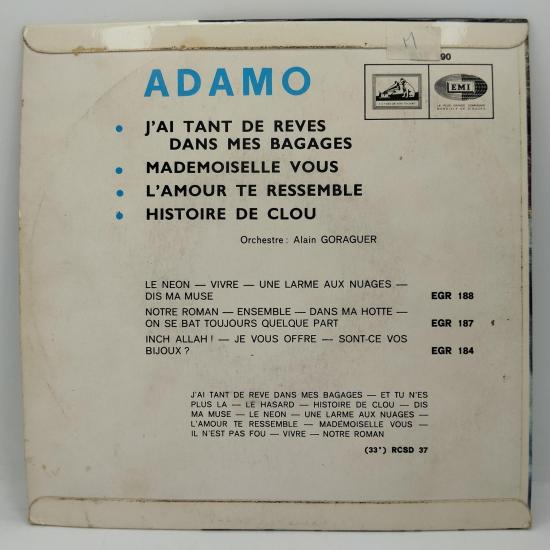 M
90
ADAMO
EMI
• J'AI TANT DE REVES
DANS MES BAGAGES
• MADEMOISELLE VOUS
• L'AMOUR TE RESSEMBLE
• HISTOIRE DE CLOU
Orchestre : Alain GORAGUER
LE NEON — VIVRE — UNE LARME AUX NUAGES —
DIS MA MUSE EGR 188
NOTRE ROMAN — ENSEMBLE — DANS MA HOTTE —
ON SE BAT TOUJOURS QUELQUE PART EGR 187
INCH ALLAH ! — JE VOUS OFFRE — SONT-CE VOS
BIJOUX ? EGR 184
J'AI TANT DE REVE DANS MES BAGAGES — ET TU N'ES
PLUS LA — LE HASARD — HISTOIRE DE CLOU — DIS
MA MUSE — LE NEON — UNE LARME AUX NUAGES —
L'AMOUR TE RESSEMBLE — MADEMOISELLE VOUS —
IL N'EST PAS FOU — VIVRE — NOTRE ROMAN
(33°) RCSD 37